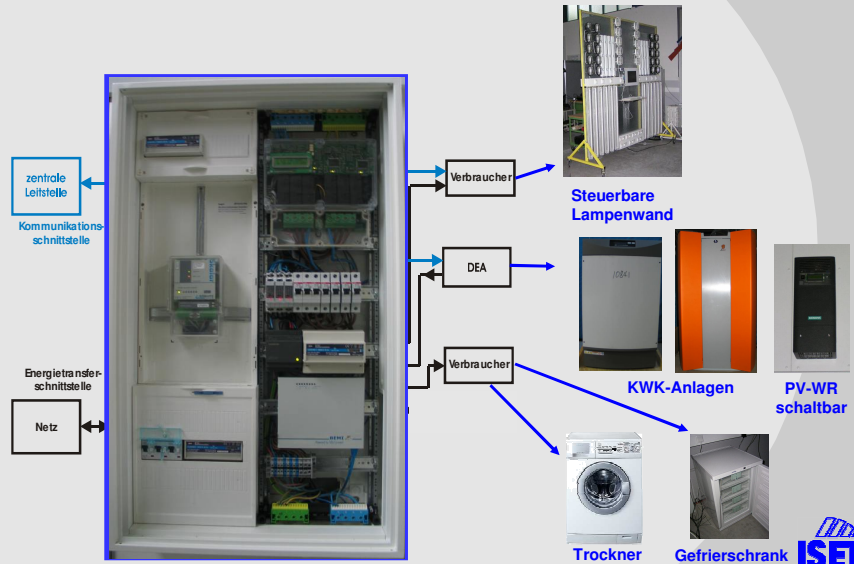 zentrale
Leitstelle
Kommunikations-
schnittstelle
Energietransfer-
schnittstelle
Netz
Verbraucher
DEA
Verbraucher
Steuerbare
Lampenwand
KWK-Anlagen
PV-WR
schaltbar
Trockner
Gefrierschrank
ISET